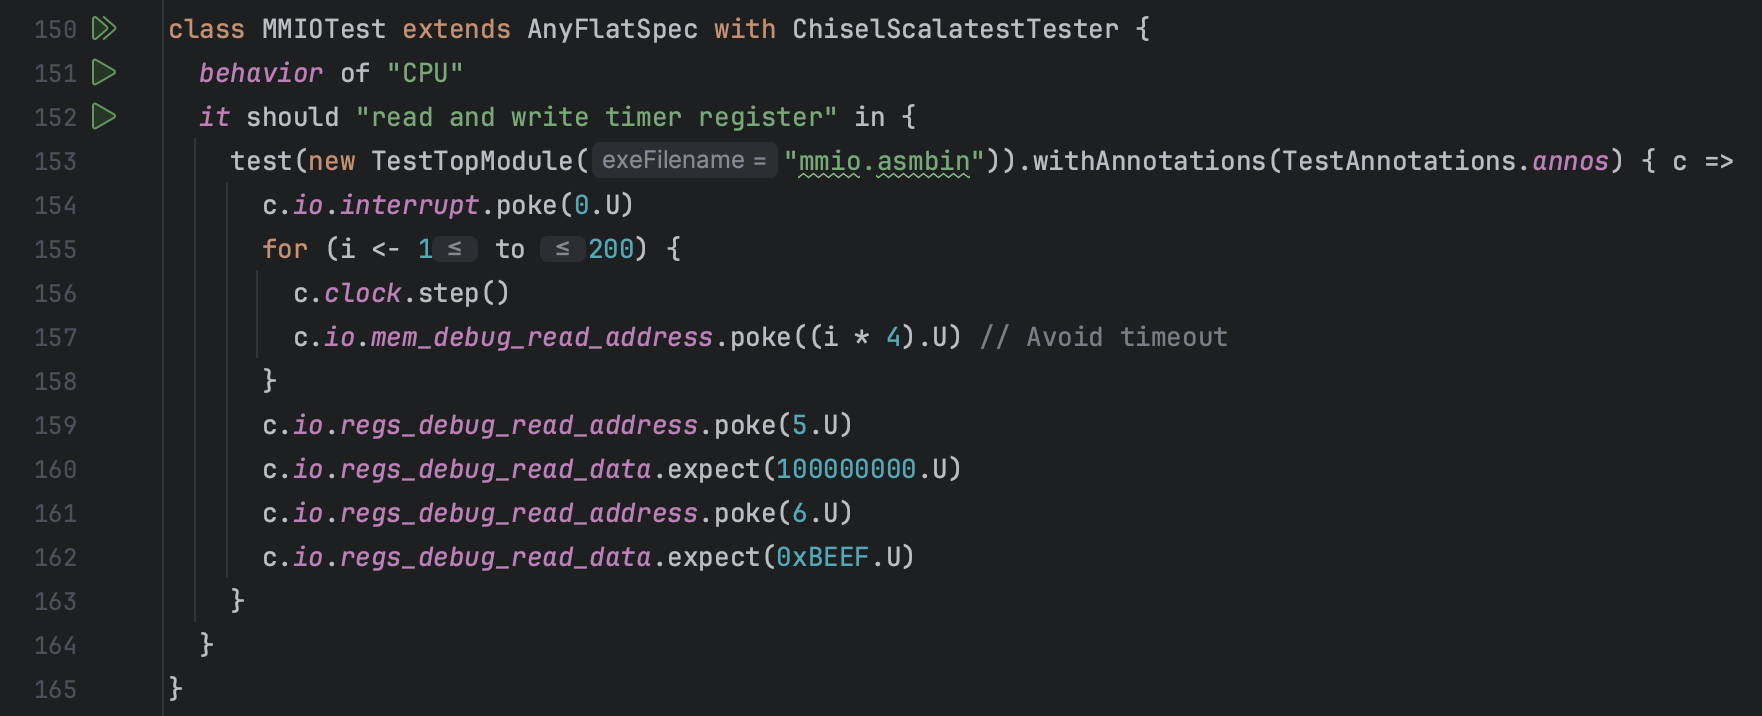 150 class MMIOTest extends AnyFlatSpec with ChiselScalatestTester {
151   behavior of "CPU"
152   it should "read and write timer register" in {
153     test(new TestTopModule( exeFilename = "mmio.asmbin")).withAnnotations(TestAnnotations.annos) { c =>
154       c.io.interrupt.poke(0.U)
155       for (i <- 1 ≤ to ≤ 200) {
156         c.clock.step()
157         c.io.mem_debug_read_address.poke((i * 4).U) // Avoid timeout
158       }
159       c.io.regs_debug_read_address.poke(5.U)
160       c.io.regs_debug_read_data.expect(100000000.U)
161       c.io.regs_debug_read_address.poke(6.U)
162       c.io.regs_debug_read_data.expect(0xBEEF.U)
163     }
164   }
165 }